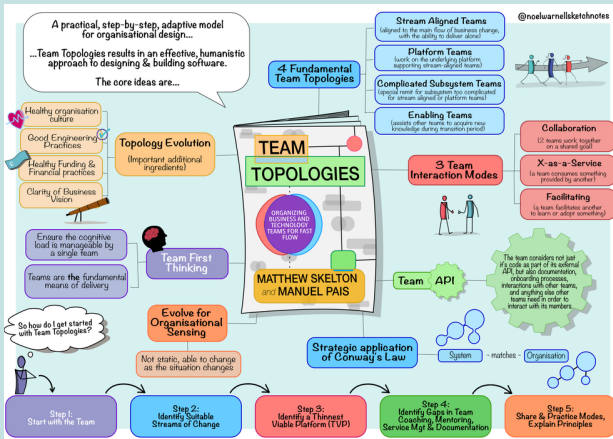 @noelwarnellsketchnotes
A practical, step-by-step, adaptive model
for organisational design...
...Team Topologies results in an effective, humanistic
approach to designing & building software.
The core ideas are...
4 Fundamental
Team Topologies
Stream Aligned Teams
(aligned to the main flow of business change,
with the ability to deliver alone)
Platform Teams
(work on the underlying platform
supporting stream-aligned teams)
Complicated Subsystem Teams
(special remit for subsystem too complicated
for stream aligned or platform teams)
Enabling Teams
(assists other teams to acquire new
knowledge during transition period)
Healthy organisation
culture
Good Engineering
Practices
Healthy Funding &
Financial practices
Clarity of Business
Vision
Topology Evolution
(Important additional
ingredients)
TEAM
TOPOLOGIES
ORGANIZING
BUSINESS AND
TECHNOLOGY
TEAMS FOR FAST
FLOW
MATTHEW SKELTON
and MANUEL PAIS
3 Team
Interaction Modes
Collaboration
(2 teams work together
on a shared goal)
X-as-a-Service
(a team consumes something
provided by another)
Facilitating
(a team facilitates another
to learn or adopt something)
Ensure the cognitive
load is manageable by
a single team
Teams are the fundamental
means of delivery
Team First
Thinking
Team API
The team considers not just
it's code as part of its external
API, but also documentation,
onboarding processes,
interactions with other teams,
and anything else other
teams need in order to
interact with its members.
Evolve for
Organisational
Sensing
Not static, able to change
as the situation changes
Strategic application
of Conway's Law
System - matches - Organisation
So how do I get started
with Team Topologies?
Step 1:
Start with the Team
Step 2:
Identify Suitable
Streams of Change
Step 3:
Identify a Thinnest
Viable Platform (TVP)
Step 4:
Identify Gaps in Team
Coaching, Mentoring,
Service Mgt & Documentation
Step 5:
Share & Practice Modes,
Explain Principles